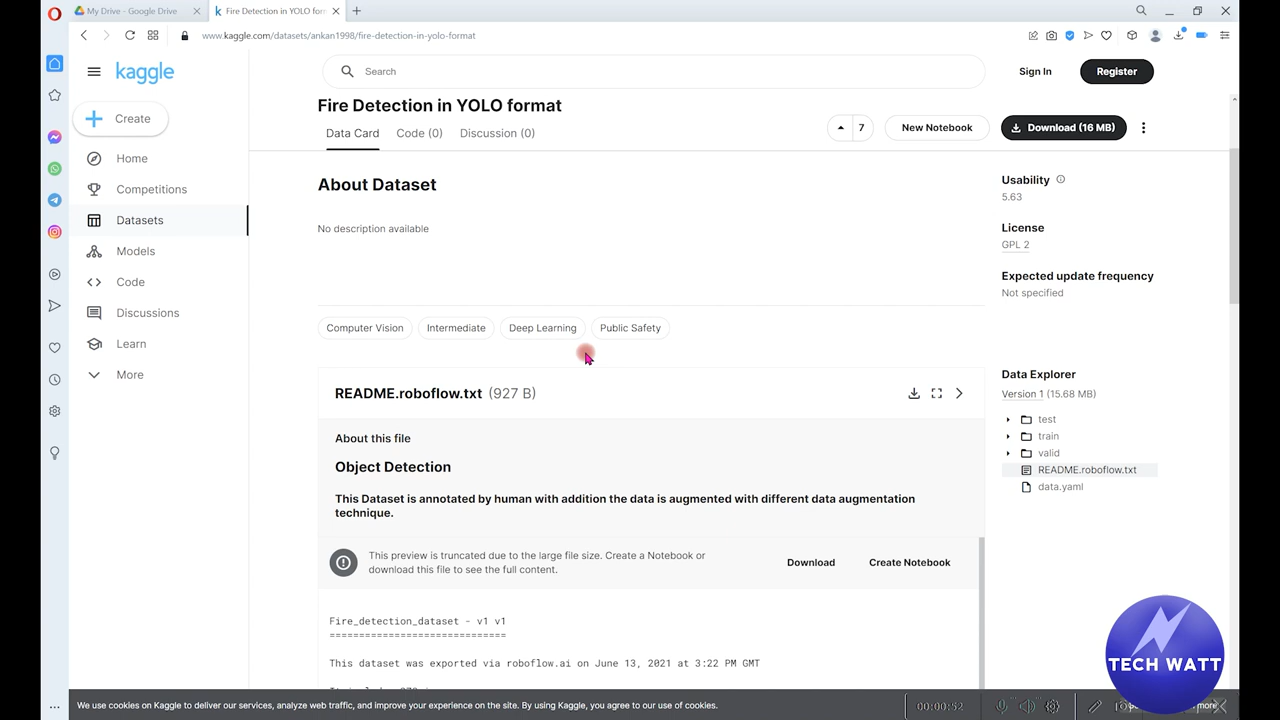 My Drive - Google Drive
Fire Detection in YOLO for
www.kaggle.com/datasets/ankan1998/fire-detection-in-yolo-format
kaggle
Search
Sign In
Register
Create
Home
Competitions
Datasets
Models
Code
Discussions
Learn
More
Fire Detection in YOLO format
Data Card
Code (0)
Discussion (0)
7
New Notebook
Download (16 MB)
About Dataset
No description available
Computer Vision
Intermediate
Deep Learning
Public Safety
Usability
5.63
License
GPL 2
Expected update frequency
Not specified
README.roboflow.txt (927 B)
About this file
Object Detection
This Dataset is annotated by human with addition the data is augmented with different data augmentation
technique.
This preview is truncated due to the large file size. Create a Notebook or
download this file to see the full content.
Download
Create Notebook
Fire_detection_dataset - v1 v1
==============================
This dataset was exported via roboflow.ai on June 13, 2021 at 3:22 PM GMT
Data Explorer
Version 1 (15.68 MB)
test
train
valid
README.roboflow.txt
data.yaml
TECH WATT
We use cookies on Kaggle to deliver our services, analyze web traffic, and improve your experience on the site. By using Kaggle, you agree to our use of cookies.
00:00:52